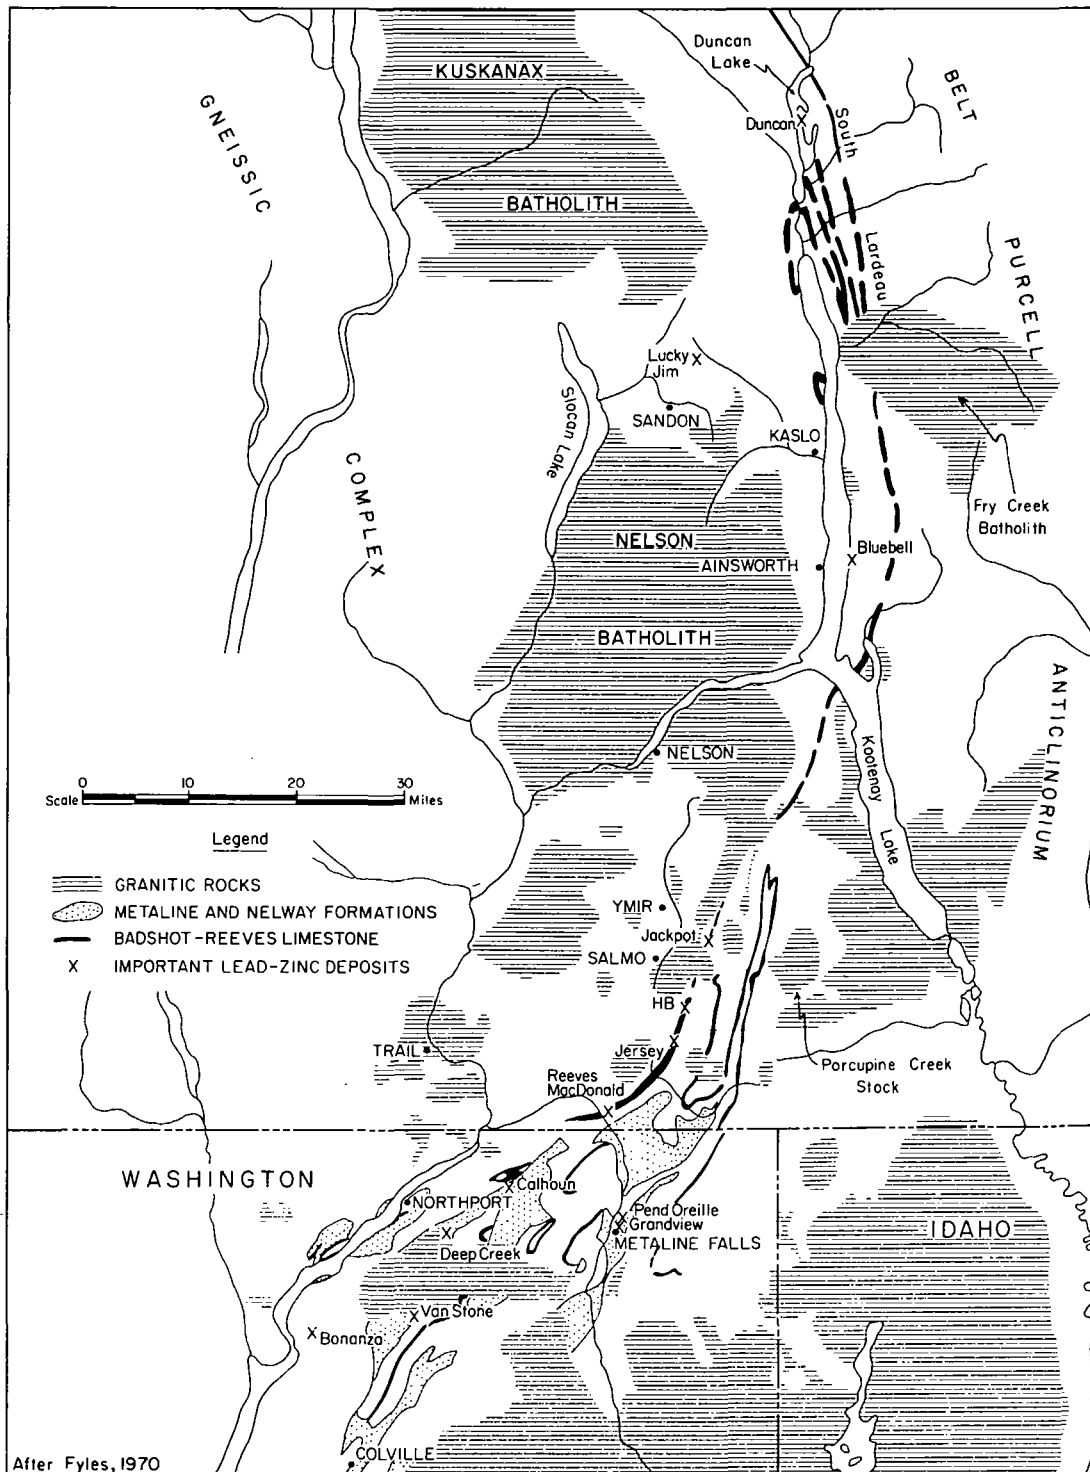 KUSKANAX
BATHOLITH
GNEISSIC
COMPLEX
Duncan
Lake
Duncan
South
Lardeau
BELT
PURCELL
ANTICLINORIUM
Lucky
Jim
SANDON
Slocan Lake
KASLO
Fry Creek
Batholith
NELSON
BATHOLITH
AINSWORTH
Bluebell
NELSON
Kootenay
Lake
0 10 20 30
Scale Miles
Legend
GRANITIC ROCKS
METALINE AND NELWAY FORMATIONS
BADSHOT-REEVES LIMESTONE
X IMPORTANT LEAD-ZINC DEPOSITS
YMIR
Jackpot
SALMO
HB
Jersey
TRAIL
Reeves
MacDonald
Porcupine Creek
Stock
WASHINGTON
IDAHO
Calhoun
NORTHPORT
Deep Creek
Pend Oreille
Grandview
METALINE FALLS
Van Stone
Bonanza
COLVILLE
After Fyles, 1970